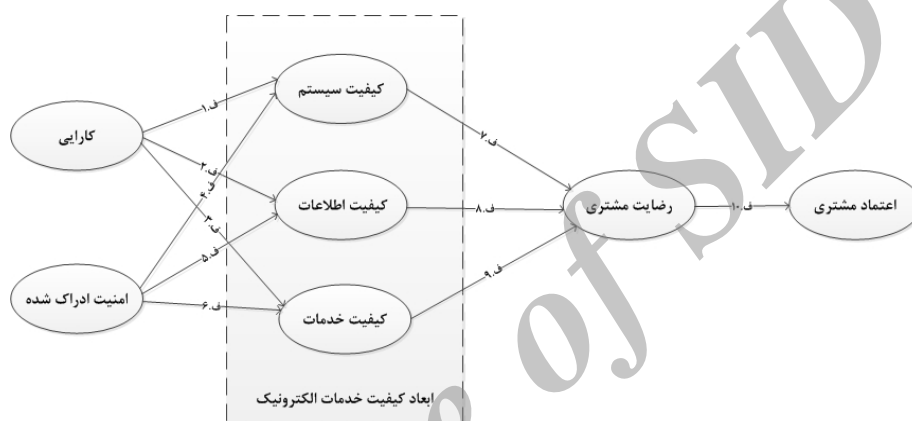 کیفیت سیستم
کارایی
ف.۱
ف.۷
ف.۲
ف.۴
کیفیت اطلاعات
رضایت مشتری
اعتماد مشتری
ف.۸
ف.۱۰
ف.۳
ف.۵
ف.۹
امنیت ادراک شده
ف.۶
کیفیت خدمات
ابعاد کیفیت خدمات الکترونیک
of SID